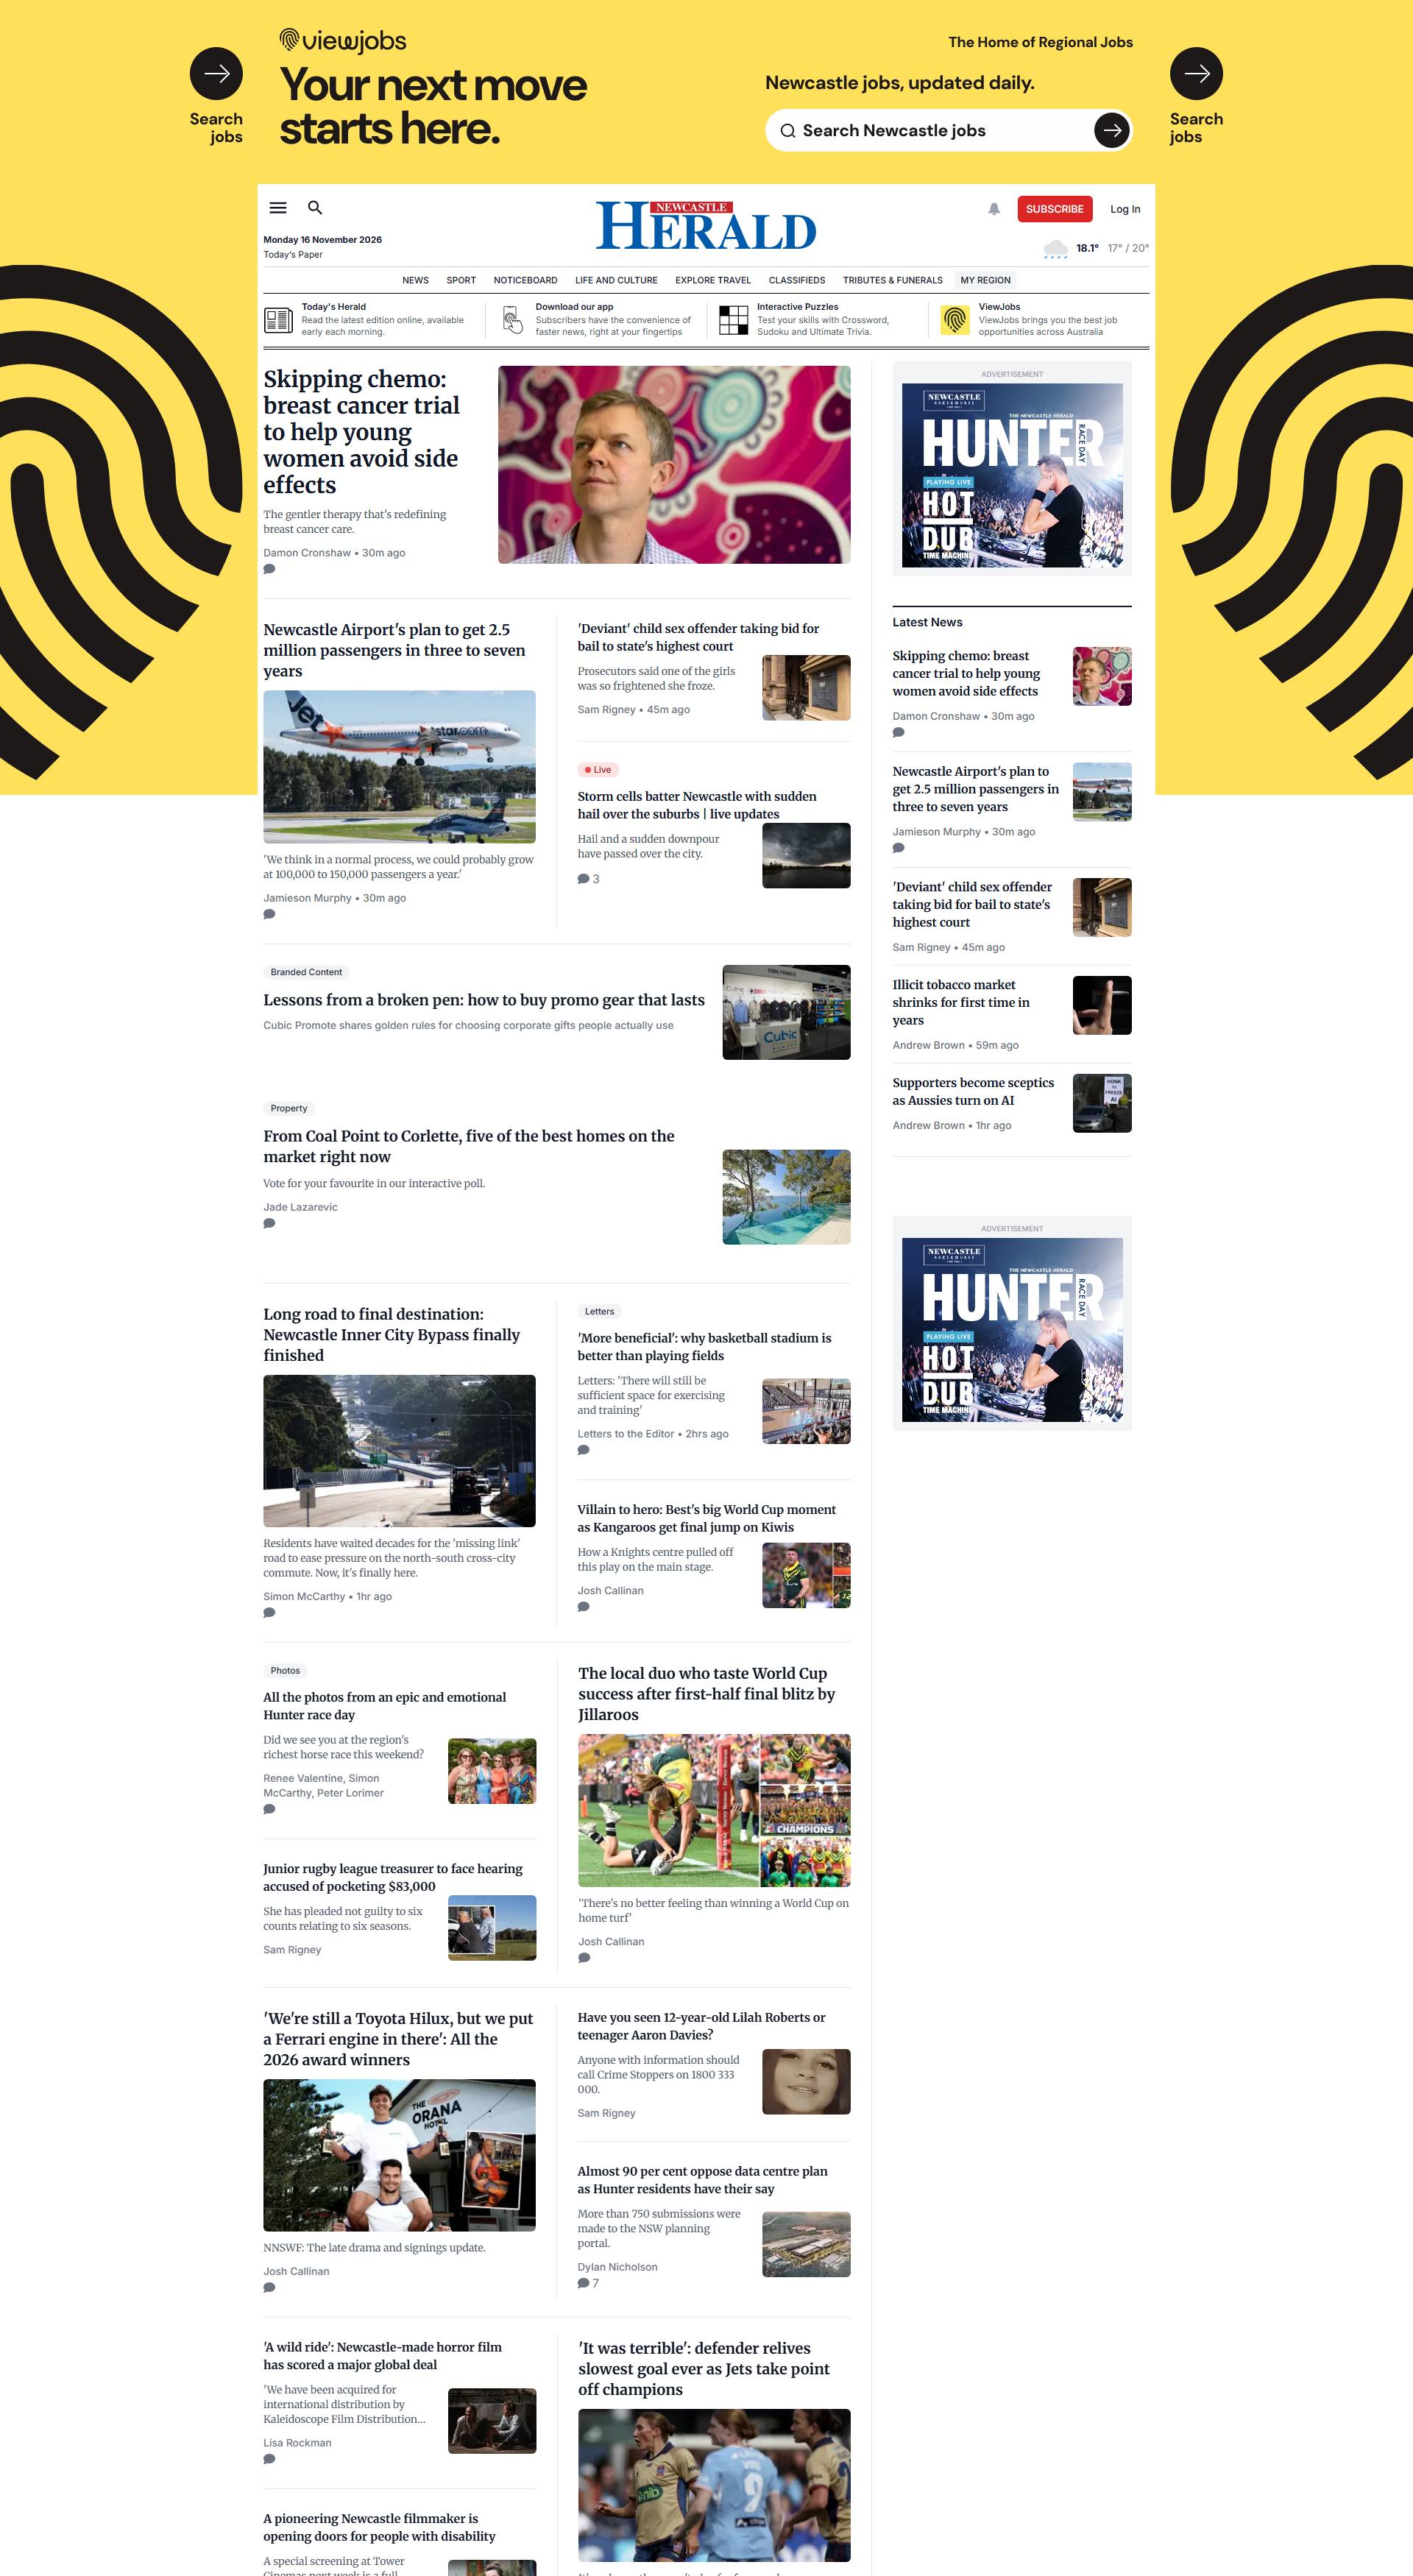 viewjobs
Your next move
starts here.
Search
jobs
The Home of Regional Jobs
Newcastle jobs, updated daily.
Search Newcastle jobs
Search
jobs
NEWCASTLE
HERALD
SUBSCRIBE
Log In
Monday 16 November 2026
Today's Paper
18.1° 17° / 20°
NEWS SPORT NOTICEBOARD LIFE AND CULTURE EXPLORE TRAVEL CLASSIFIEDS TRIBUTES & FUNERALS MY REGION
Today's Herald
Read the latest edition online, available
early each morning.
Download our app
Subscribers have the convenience of
faster news, right at your fingertips
Interactive Puzzles
Test your skills with Crossword,
Sudoku and Ultimate Trivia.
ViewJobs
ViewJobs brings you the best job
opportunities across Australia
Skipping chemo:
breast cancer trial
to help young
women avoid side
effects
The gentler therapy that's redefining
breast cancer care.
Damon Cronshaw • 30m ago
Newcastle Airport's plan to get 2.5
million passengers in three to seven
years
Jet
star.com
'We think in a normal process, we could probably grow
at 100,000 to 150,000 passengers a year.'
Jamieson Murphy • 30m ago
'Deviant' child sex offender taking bid for
bail to state's highest court
Prosecutors said one of the girls
was so frightened she froze.
Sam Rigney • 45m ago
Live
Storm cells batter Newcastle with sudden
hail over the suburbs | live updates
Hail and a sudden downpour
have passed over the city.
3
Branded Content
Lessons from a broken pen: how to buy promo gear that lasts
Cubic Promote shares golden rules for choosing corporate gifts people actually use
Cubic
Property
From Coal Point to Corlette, five of the best homes on the
market right now
Vote for your favourite in our interactive poll.
Jade Lazarevic
Long road to final destination:
Newcastle Inner City Bypass finally
finished
Residents have waited decades for the 'missing link'
road to ease pressure on the north-south cross-city
commute. Now, it's finally here.
Simon McCarthy • 1hr ago
Letters
'More beneficial': why basketball stadium is
better than playing fields
Letters: 'There will still be
sufficient space for exercising
and training'
Letters to the Editor • 2hrs ago
Villain to hero: Best's big World Cup moment
as Kangaroos get final jump on Kiwis
How a Knights centre pulled off
this play on the main stage.
Josh Callinan
Photos
All the photos from an epic and emotional
Hunter race day
Did we see you at the region's
richest horse race this weekend?
Renee Valentine, Simon
McCarthy, Peter Lorimer
Junior rugby league treasurer to face hearing
accused of pocketing $83,000
She has pleaded not guilty to six
counts relating to six seasons.
Sam Rigney
The local duo who taste World Cup
success after first-half final blitz by
Jillaroos
CHAMPIONS
'There's no better feeling than winning a World Cup on
home turf'
Josh Callinan
'We're still a Toyota Hilux, but we put
a Ferrari engine in there': All the
2026 award winners
THE
ORANA
HOTEL
NNSWF: The late drama and signings update.
Josh Callinan
Have you seen 12-year-old Lilah Roberts or
teenager Aaron Davies?
Anyone with information should
call Crime Stoppers on 1800 333
000.
Sam Rigney
Almost 90 per cent oppose data centre plan
as Hunter residents have their say
More than 750 submissions were
made to the NSW planning
portal.
Dylan Nicholson
7
'A wild ride': Newcastle-made horror film
has scored a major global deal
'We have been acquired for
international distribution by
Kaleidoscope Film Distribution...
Lisa Rockman
A pioneering Newcastle filmmaker is
opening doors for people with disability
A special screening at Tower
'It was terrible': defender relives
slowest goal ever as Jets take point
off champions
nib
9
ADVERTISEMENT
NEWCASTLE
RACECOURSE
THE NEWCASTLE HERALD
HUNTER
RACE DAY
PLAYING LIVE
HOT
DUB
TIME MACHINE
Latest News
Skipping chemo: breast
cancer trial to help young
women avoid side effects
Damon Cronshaw • 30m ago
Newcastle Airport's plan to
get 2.5 million passengers in
three to seven years
Jamieson Murphy • 30m ago
'Deviant' child sex offender
taking bid for bail to state's
highest court
Sam Rigney • 45m ago
Illicit tobacco market
shrinks for first time in
years
Andrew Brown • 59m ago
Supporters become sceptics
as Aussies turn on AI
Andrew Brown • 1hr ago
HONK
TO
FREEZE
AI
ADVERTISEMENT
NEWCASTLE
RACECOURSE
THE NEWCASTLE HERALD
HUNTER
RACE DAY
PLAYING LIVE
HOT
DUB
TIME MACHINE